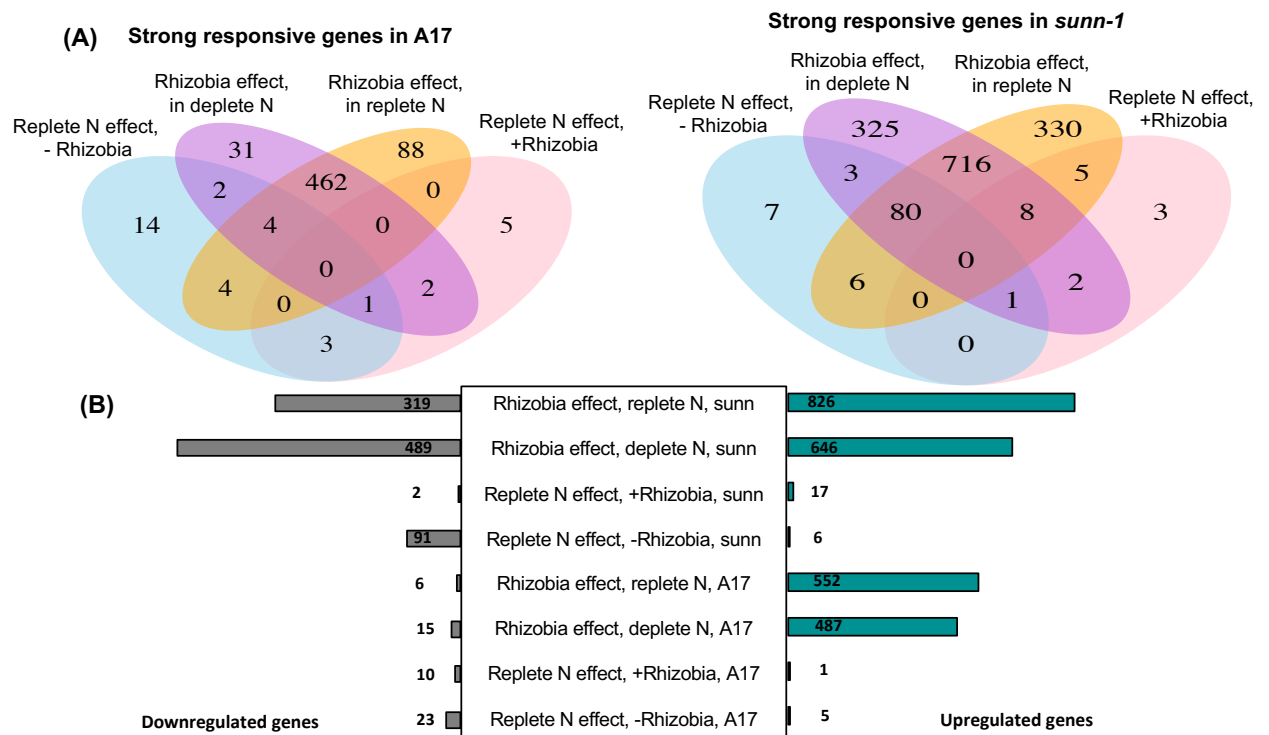 (A)
Strong responsive genes in A17
Replete N effect,
- Rhizobia
Rhizobia effect,
in deplete N
Rhizobia effect,
in replete N
Replete N effect,
+Rhizobia
31
88
2
462
0
14
4
0
5
0
4
0
1
2
3
Strong responsive genes in sunn-1
Replete N effect,
- Rhizobia
Rhizobia effect,
in deplete N
Rhizobia effect,
in replete N
Replete N effect,
+Rhizobia
325
330
3
716
5
7
80
8
3
0
6
0
1
2
0
(B)
319 Rhizobia effect, replete N, sunn 826
489 Rhizobia effect, deplete N, sunn 646
2 Replete N effect, +Rhizobia, sunn 17
91 Replete N effect, -Rhizobia, sunn 6
6 Rhizobia effect, replete N, A17 552
15 Rhizobia effect, deplete N, A17 487
10 Replete N effect, +Rhizobia, A17 1
23 Replete N effect, -Rhizobia, A17 5
Downregulated genes
Upregulated genes